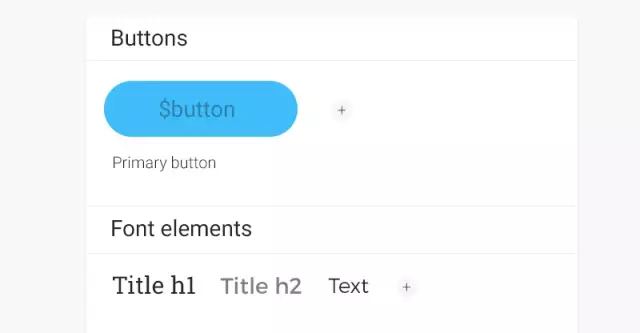 Buttons
$button
+
Primary button
Font elements
Title h1 Title h2 Text +